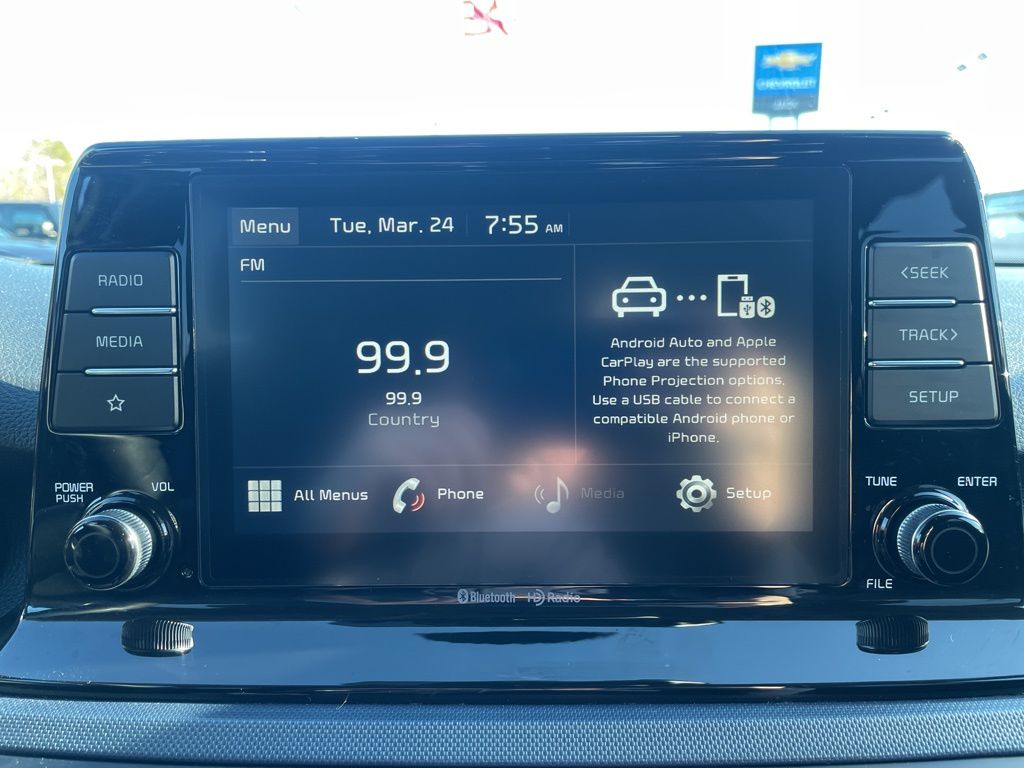 CHEVROLET
Menu Tue, Mar. 24 7:55 AM
FM
99.9
99.9
Country
Android Auto and Apple
CarPlay are the supported
Phone Projection options.
Use a USB cable to connect a
compatible Android phone or
iPhone.
All Menus Phone Media Setup
RADIO
MEDIA
POWER
PUSH
VOL
<SEEK
TRACK>
SETUP
TUNE
ENTER
FILE
Bluetooth HD Radio